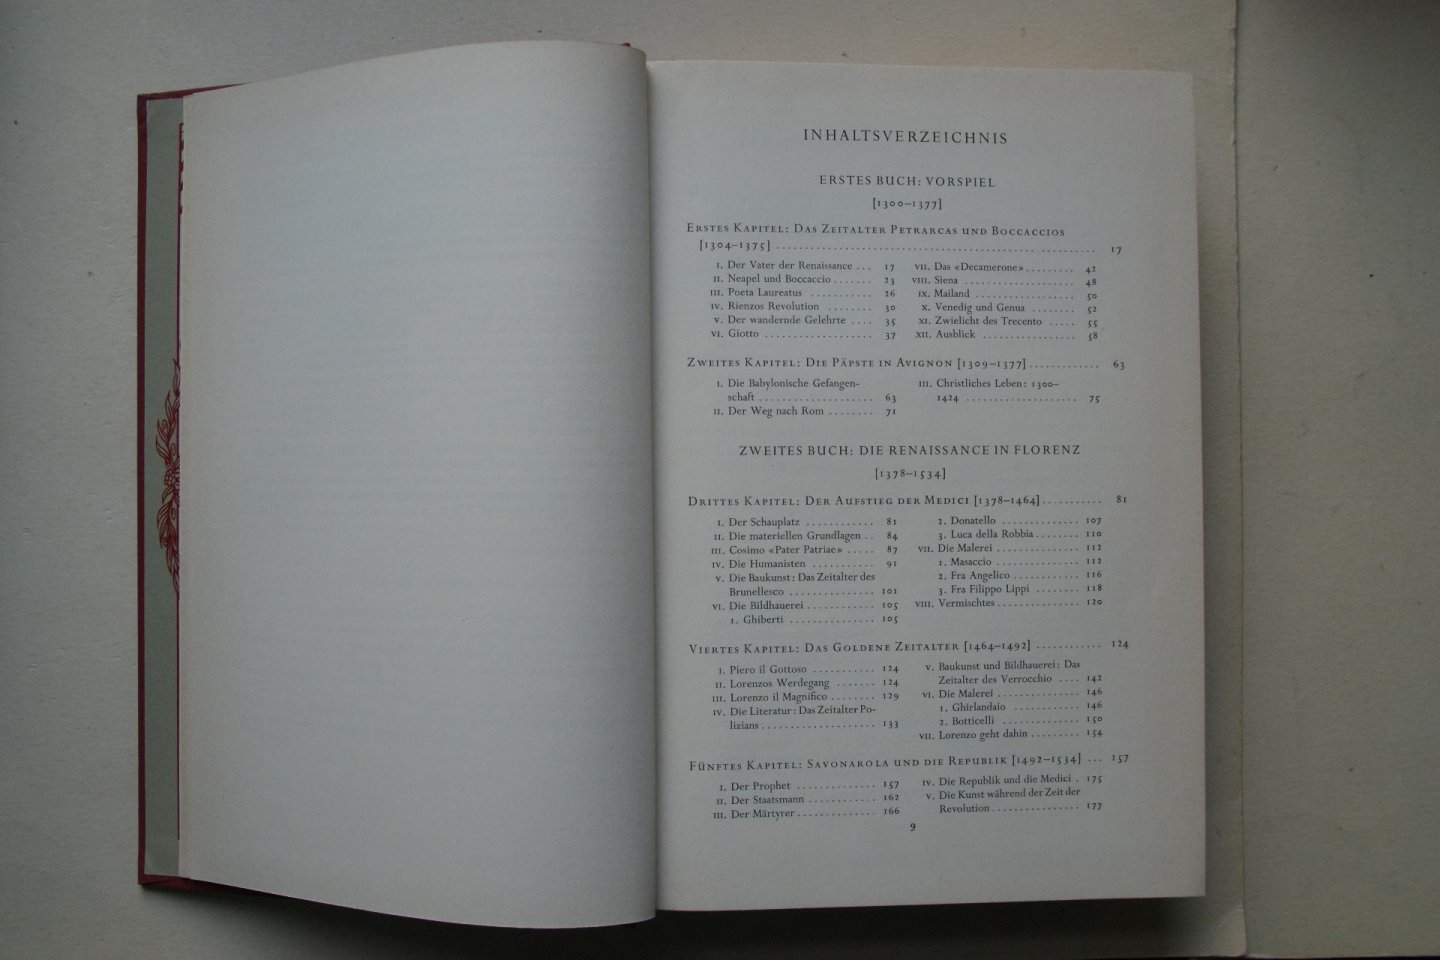 INHALTSVERZEICHNIS
ERSTES BUCH: VORSPIEL
[1300–1377]
ERSTES KAPITEL: DAS ZEITALTER PETRARCAS UND BOCCACCIOS
[1304–1375] ........ 17
I. Der Vater der Renaissance ... 17
II. Neapel und Boccaccio ....... 23
III. Poeta Laureatus ........... 26
IV. Rienzos Revolution ........ 30
V. Der wandernde Gelehrte .... 35
VI. Giotto .................. 37
VII. Das «Decamerone» ......... 42
VIII. Siena ................... 48
IX. Mailand ................. 50
X. Venedig und Genua ....... 52
XI. Zwielicht des Trecento ..... 55
XII. Ausblick ................ 58
ZWEITES KAPITEL: DIE PÄPSTE IN AVIGNON [1309–1377] ............. 63
I. Die Babylonische Gefangen-
schaft .................... 63
II. Der Weg nach Rom ........ 71
III. Christliches Leben: 1300–
1424 .................... 75
ZWEITES BUCH: DIE RENAISSANCE IN FLORENZ
[1378–1534]
DRITTES KAPITEL: DER AUFSTIEG DER MEDICI [1378–1464] ........... 81
I. Der Schauplatz ............ 81
II. Die materiellen Grundlagen .. 84
III. Cosimo «Pater Patriae» ..... 87
IV. Die Humanisten ........... 91
V. Die Baukunst: Das Zeitalter des
Brunellesco ............... 101
VI. Die Bildhauerei ............ 105
1. Ghiberti ............... 105
2. Donatello .............. 107
3. Luca della Robbia ........ 110
VII. Die Malerei ............... 112
1. Masaccio ............... 112
2. Fra Angelico ............ 116
3. Fra Filippo Lippi ........ 118
VIII. Vermischtes ............... 120
VIERTES KAPITEL: DAS GOLDENE ZEITALTER [1464–1492] ............ 124
I. Piero il Gottoso ........... 124
II. Lorenzos Werdegang ....... 124
III. Lorenzo il Magnifico ........ 129
IV. Die Literatur: Das Zeitalter Po-
lizians .................... 133
V. Baukunst und Bildhauerei: Das
Zeitalter des Verrocchio .... 142
VI. Die Malerei ............... 146
1. Ghirlandaio ............ 146
2. Botticelli .............. 150
VII. Lorenzo geht dahin ......... 154
FÜNFTES KAPITEL: SAVONAROLA UND DIE REPUBLIK [1492–1534] ... 157
I. Der Prophet .............. 157
II. Der Staatsmann ............ 162
III. Der Märtyrer .............. 166
IV. Die Republik und die Medici . 175
V. Die Kunst während der Zeit der
Revolution ................ 177
9